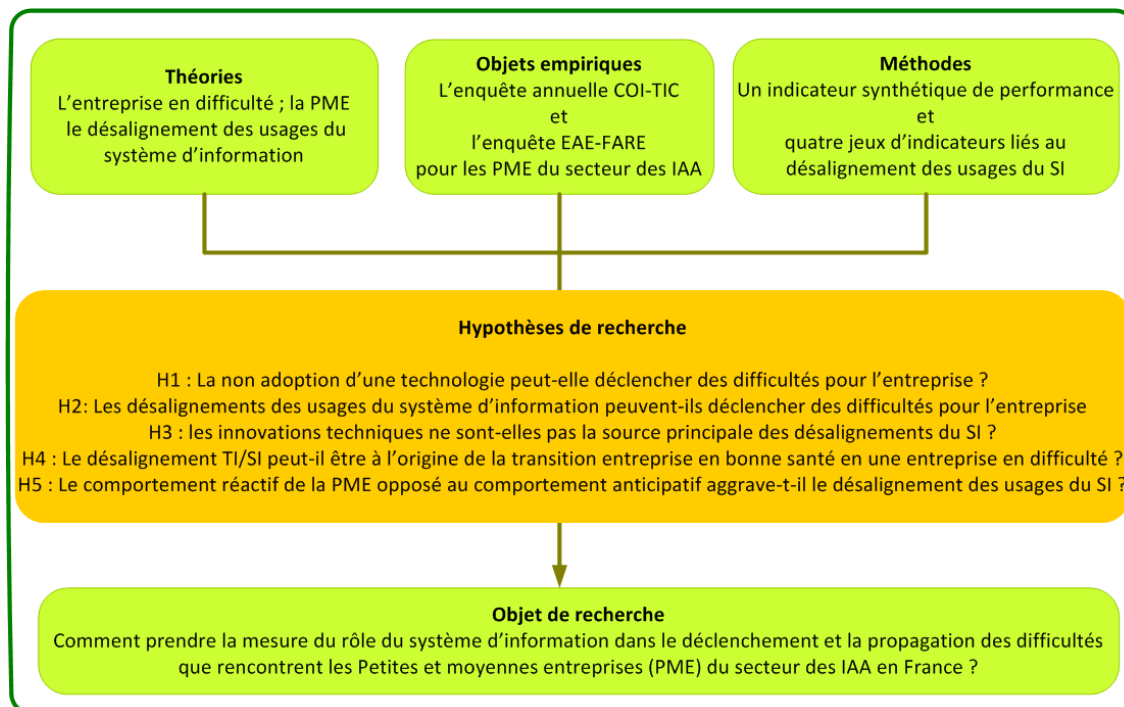 Théories
L'entreprise en difficulté ; la PME
le désalignement des usages du
système d'information
Objets empiriques
L'enquête annuelle COI-TIC
et
l'enquête EAE-FARE
pour les PME du secteur des IAA
Méthodes
Un indicateur synthétique de performance
et
quatre jeux d'indicateurs liés au
désalignement des usages du SI
Hypothèses de recherche
H1 : La non adoption d'une technologie peut-elle déclencher des difficultés pour l'entreprise ?
H2: Les désalignements des usages du système d'information peuvent-ils déclencher des difficultés pour l'entreprise
H3 : les innovations techniques ne sont-elles pas la source principale des désalignements du SI ?
H4 : Le désalignement TI/SI peut-il être à l'origine de la transition entreprise en bonne santé en une entreprise en difficulté ?
H5 : Le comportement réactif de la PME opposé au comportement anticipatif aggrave-t-il le désalignement des usages du SI ?
Objet de recherche
Comment prendre la mesure du rôle du système d'information dans le déclenchement et la propagation des difficultés
que rencontrent les Petites et moyennes entreprises (PME) du secteur des IAA en France ?